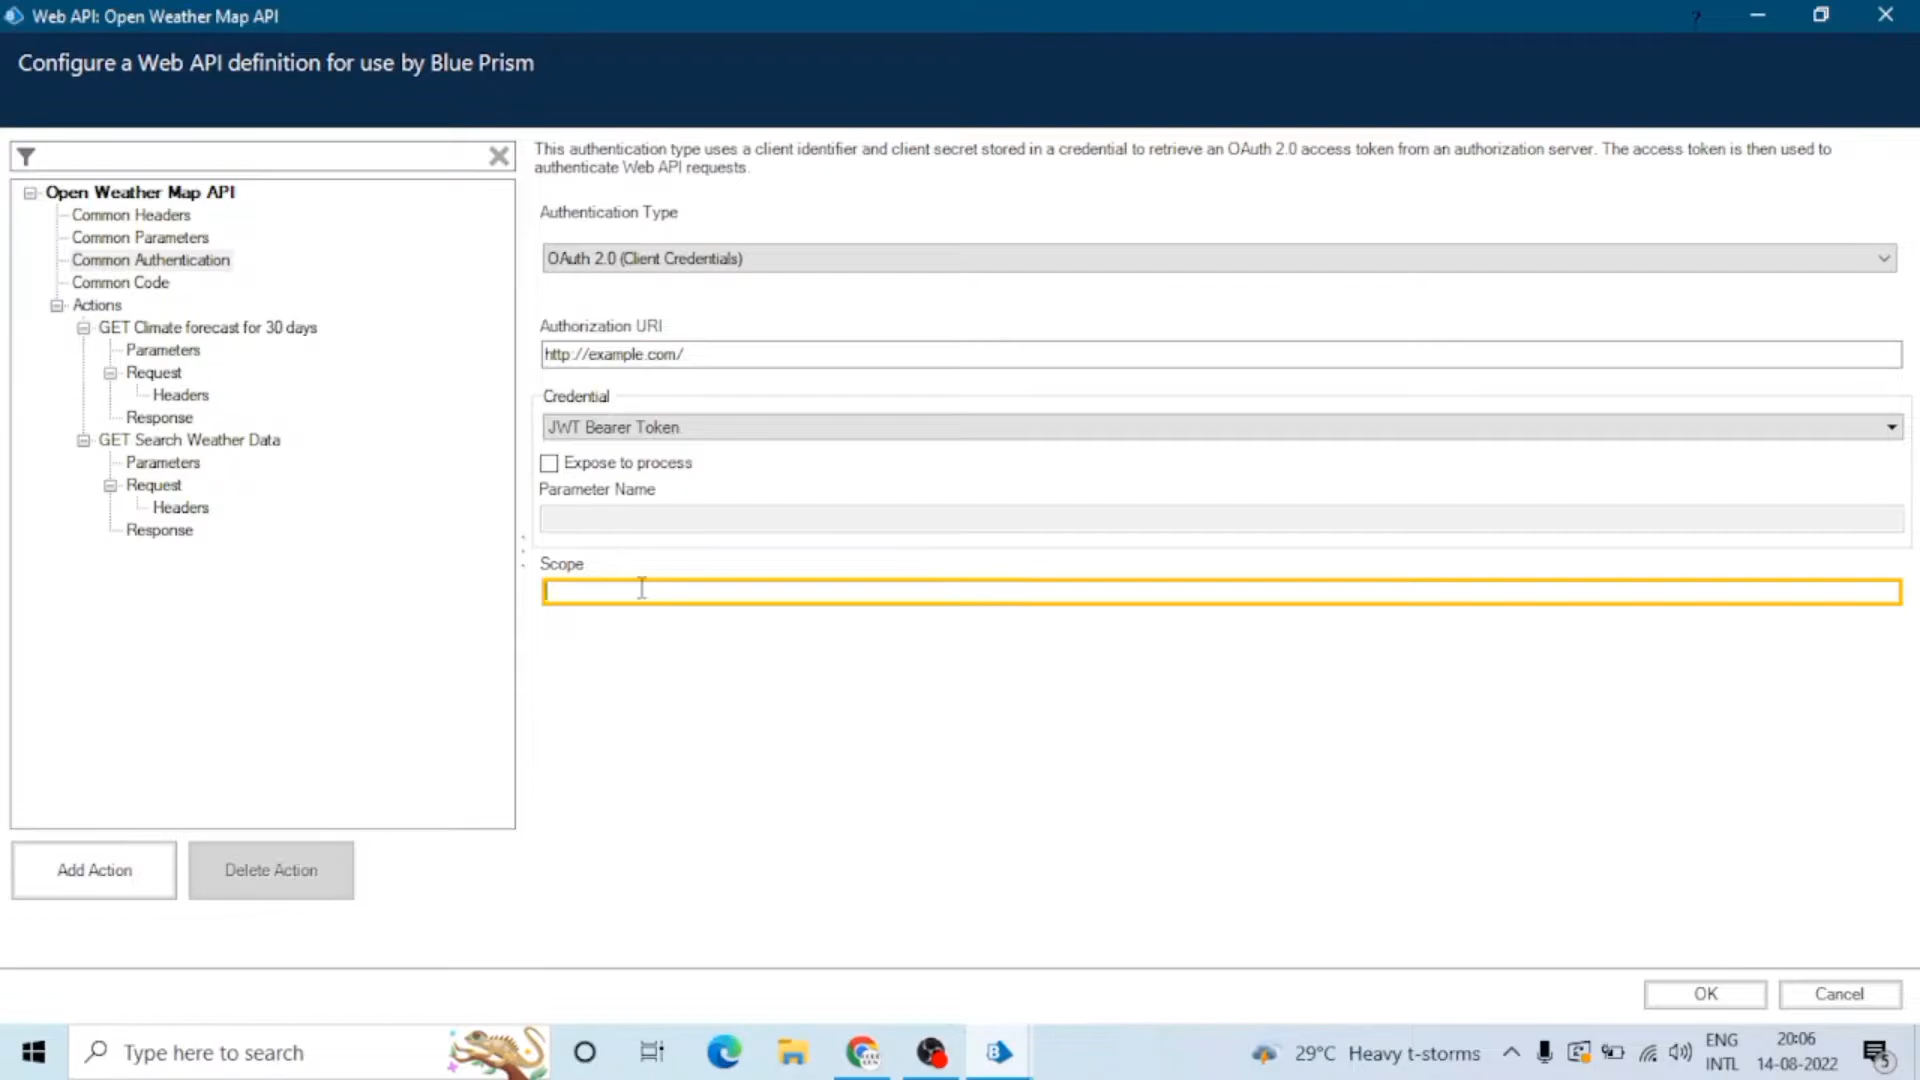 Web API: Open Weather Map API
?
Configure a Web API definition for use by Blue Prism
This authentication type uses a client identifier and client secret stored in a credential to retrieve an OAuth 2.0 access token from an authorization server. The access token is then used to
authenticate Web API requests.
Open Weather Map API
Common Headers
Common Parameters
Common Authentication
Common Code
Actions
GET Climate forecast for 30 days
Parameters
Request
Headers
Response
GET Search Weather Data
Parameters
Request
Headers
Response
Authentication Type
OAuth 2.0 (Client Credentials)
Authorization URI
http://example.com/
Credential
JWT Bearer Token
Expose to process
Parameter Name
Scope
Add Action
Delete Action
OK
Cancel
Type here to search
29°C Heavy t-storms
ENG
INTL
20:06
14-08-2022
5